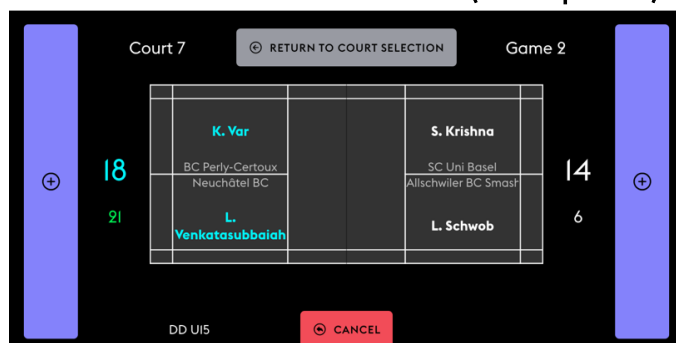 Court 7
RETURN TO COURT SELECTION
Game 2
K. Var
BC Perly-Certoux
Neuchâtel BC
L.
Venkatasubbaiah
S. Krishna
SC Uni Basel
Allschwiler BC Smash
L. Schwob
18
21
14
6
DD U15
CANCEL